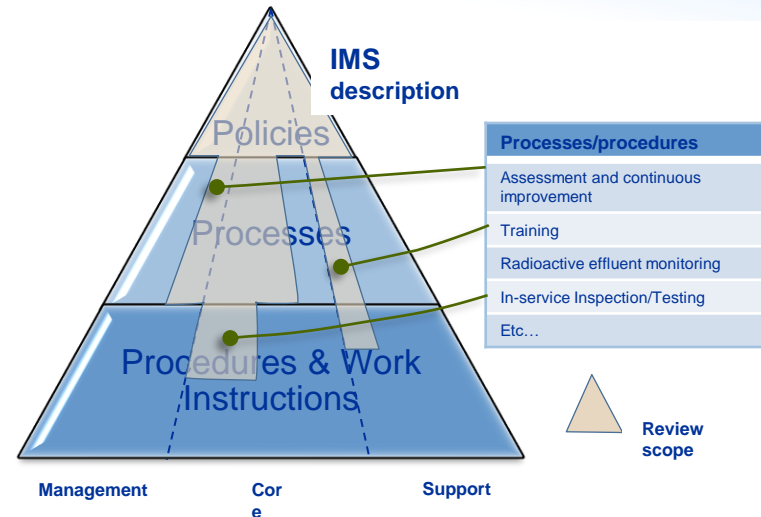 IMS
description
Policies
Processes
Procedures & Work
Instructions
Processes/procedures
Assessment and continuous
improvement
Training
Radioactive effluent monitoring
In-service Inspection/Testing
Etc…
Review
scope
Management
Cor
e
Support